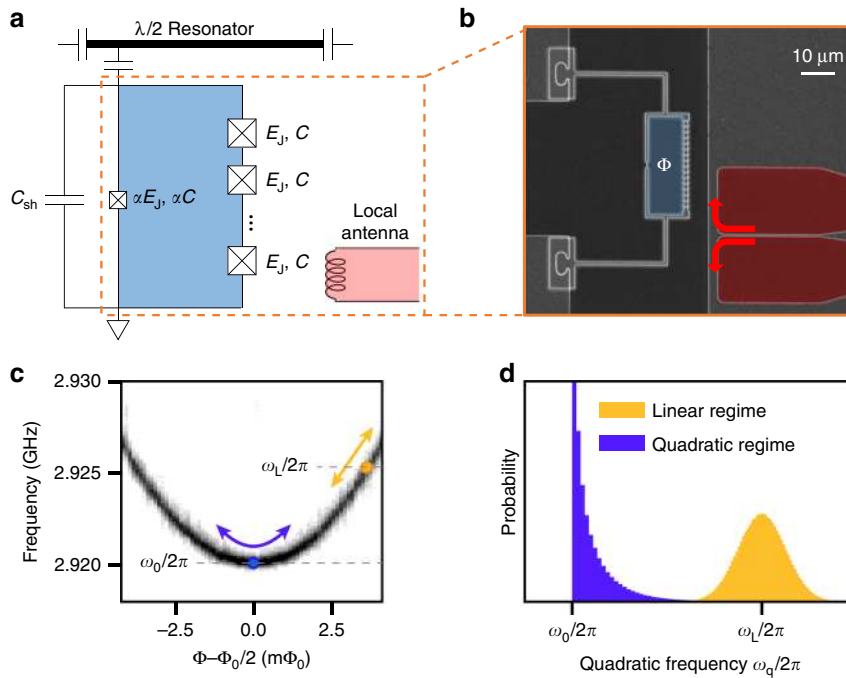 a
λ/2 Resonator
C_sh
αE_J, αC
E_J, C
E_J, C
...
E_J, C
Local
antenna
b
10 μm
C
C
Φ
c
Frequency (GHz)
2.930
2.925
2.920
ω_L/2π
ω_0/2π
−2.5
0.0
2.5
Φ–Φ_0/2 (mΦ_0)
d
Probability
Linear regime
Quadratic regime
ω_0/2π
ω_L/2π
Quadratic frequency ω_q/2π